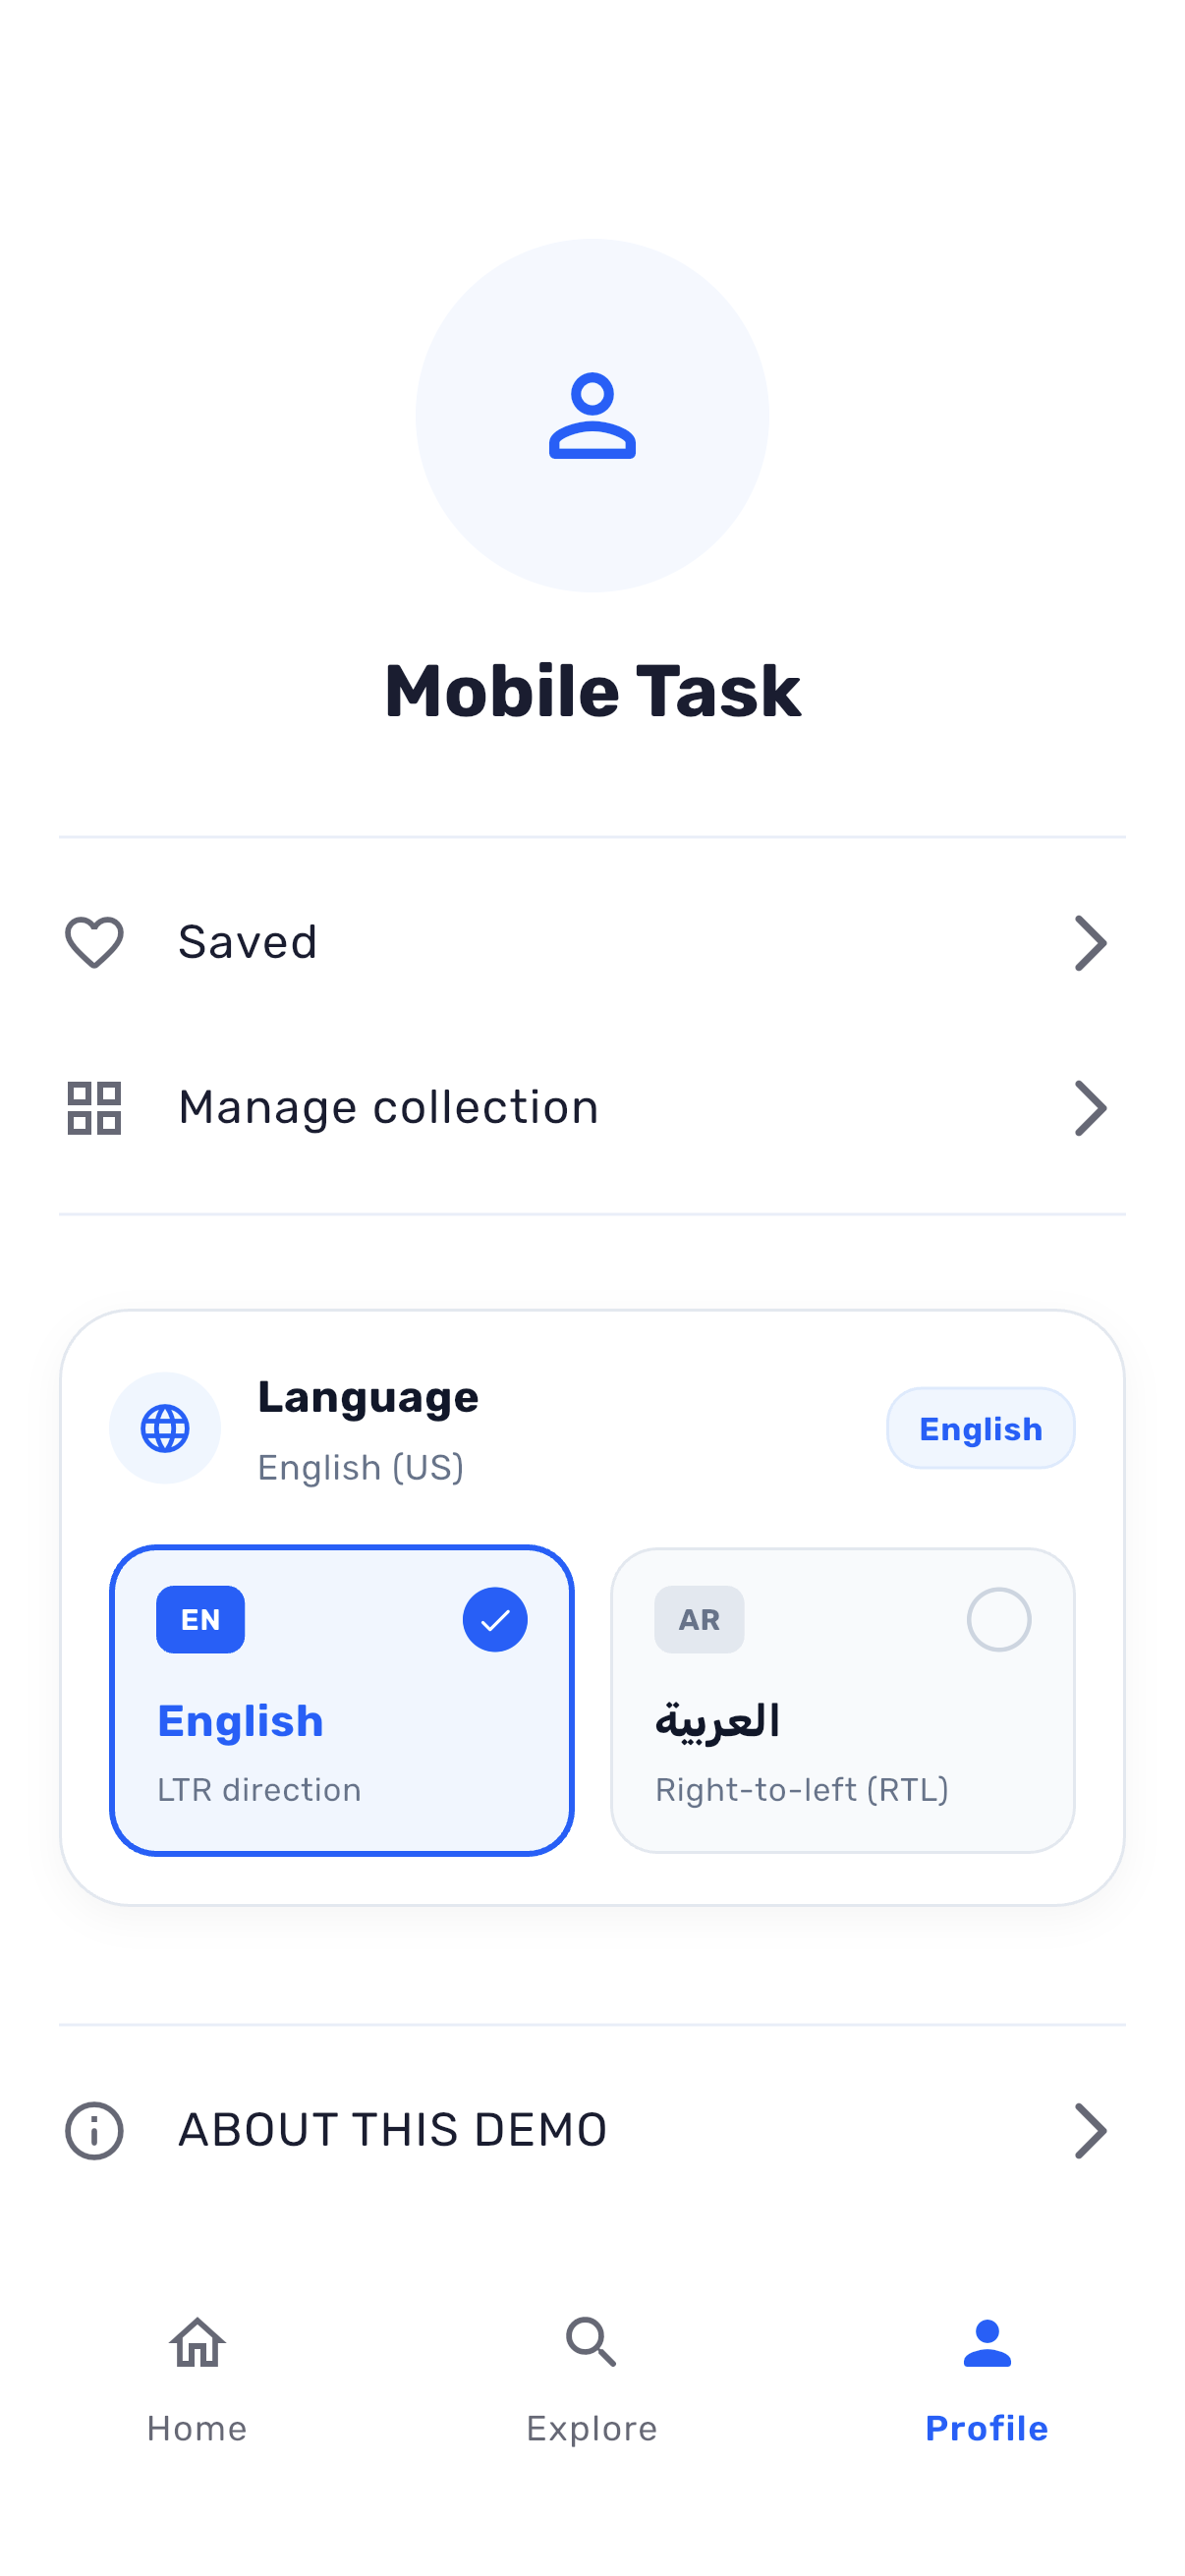 Mobile Task
Saved
Manage collection
Language
English (US)
English
EN
English
LTR direction
AR
العربية
Right-to-left (RTL)
ABOUT THIS DEMO
Home
Explore
Profile